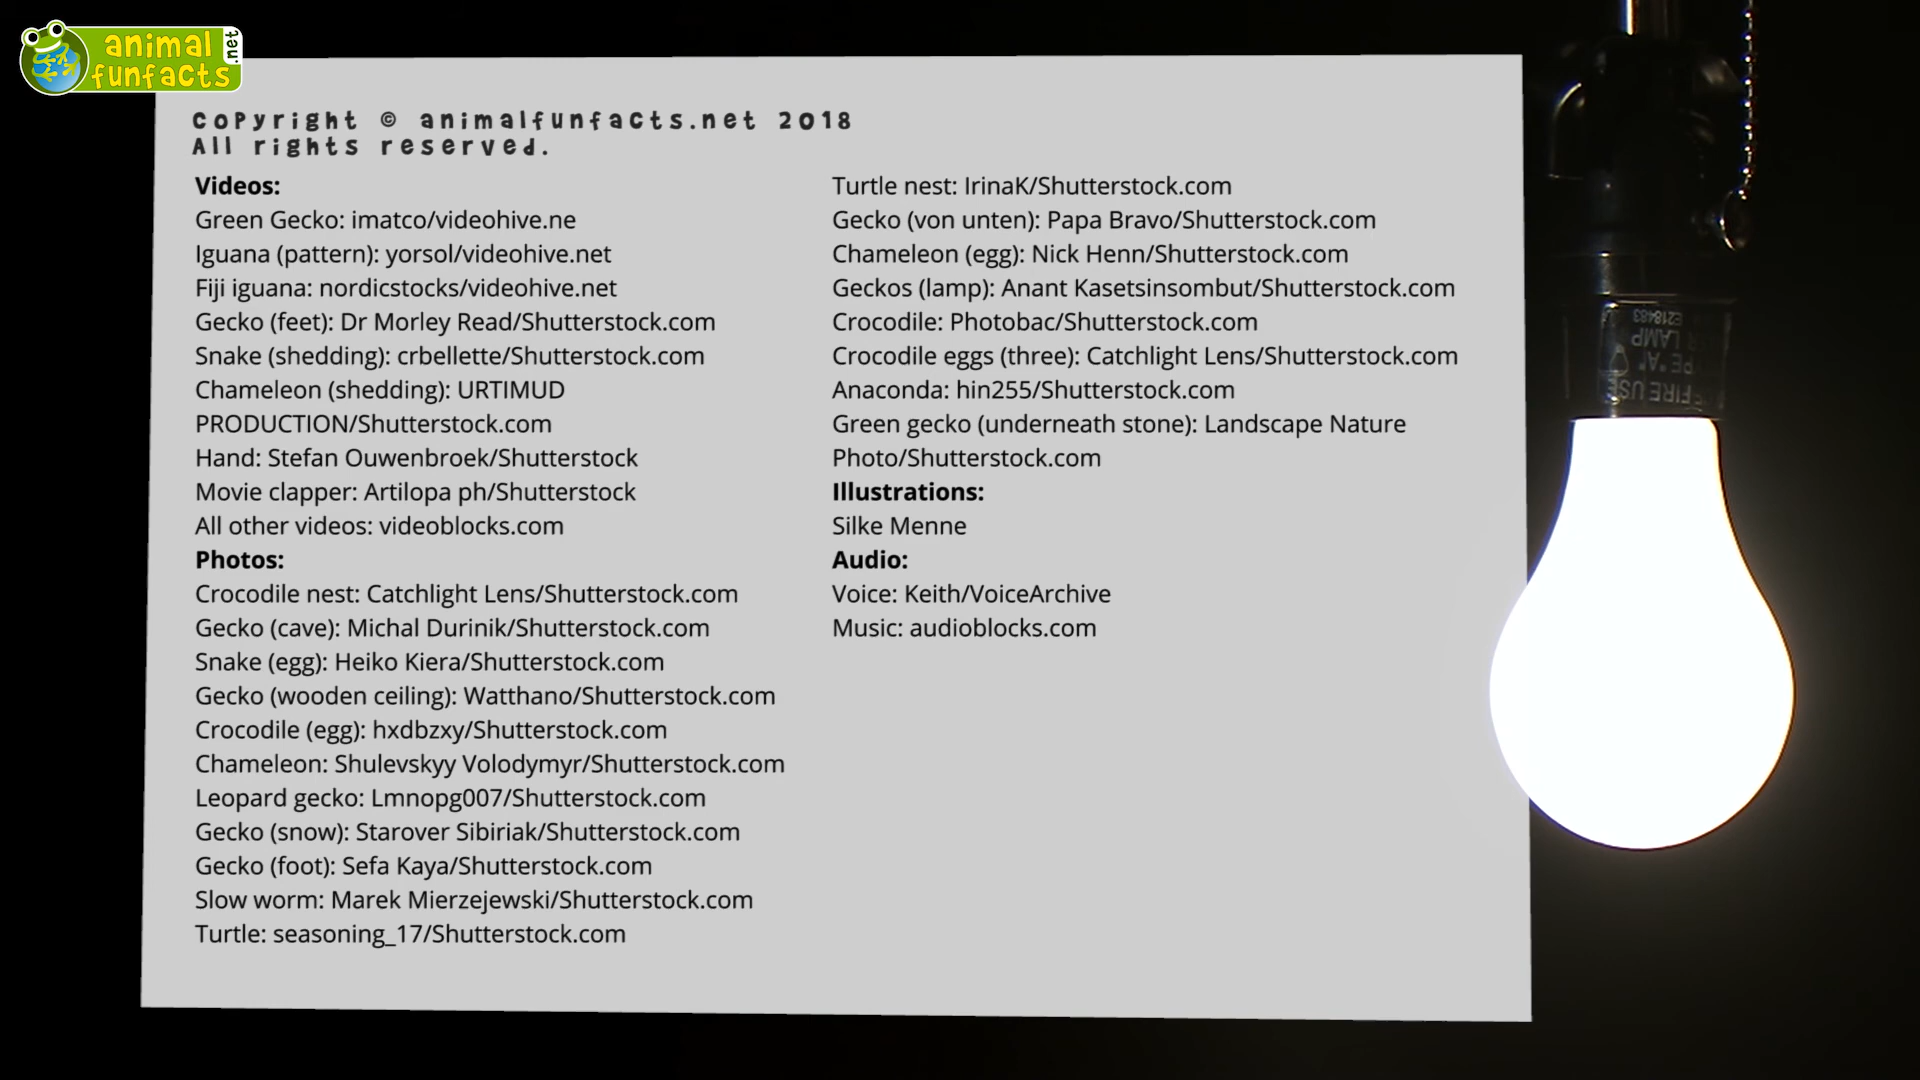 animal
funfacts
.net
Copyright © animalfunfacts.net 2018
All rights reserved.
Videos:
Green Gecko: imatco/videohive.ne
Iguana (pattern): yorsol/videohive.net
Fiji iguana: nordicstocks/videohive.net
Gecko (feet): Dr Morley Read/Shutterstock.com
Snake (shedding): crbellette/Shutterstock.com
Chameleon (shedding): URTIMUD
PRODUCTION/Shutterstock.com
Hand: Stefan Ouwenbroek/Shutterstock
Movie clapper: Artilopa ph/Shutterstock
All other videos: videoblocks.com
Photos:
Crocodile nest: Catchlight Lens/Shutterstock.com
Gecko (cave): Michal Durinik/Shutterstock.com
Snake (egg): Heiko Kiera/Shutterstock.com
Gecko (wooden ceiling): Watthano/Shutterstock.com
Crocodile (egg): hxdbzxy/Shutterstock.com
Chameleon: Shulevskyy Volodymyr/Shutterstock.com
Leopard gecko: Lmnopg007/Shutterstock.com
Gecko (snow): Starover Sibiriak/Shutterstock.com
Gecko (foot): Sefa Kaya/Shutterstock.com
Slow worm: Marek Mierzejewski/Shutterstock.com
Turtle: seasoning_17/Shutterstock.com
Turtle nest: IrinaK/Shutterstock.com
Gecko (von unten): Papa Bravo/Shutterstock.com
Chameleon (egg): Nick Henn/Shutterstock.com
Geckos (lamp): Anant Kasetsinsombut/Shutterstock.com
Crocodile: Photobac/Shutterstock.com
Crocodile eggs (three): Catchlight Lens/Shutterstock.com
Anaconda: hin255/Shutterstock.com
Green gecko (underneath stone): Landscape Nature
Photo/Shutterstock.com
Illustrations:
Silke Menne
Audio:
Voice: Keith/VoiceArchive
Music: audioblocks.com
E218483
LAMP
"A"
FIRE USE